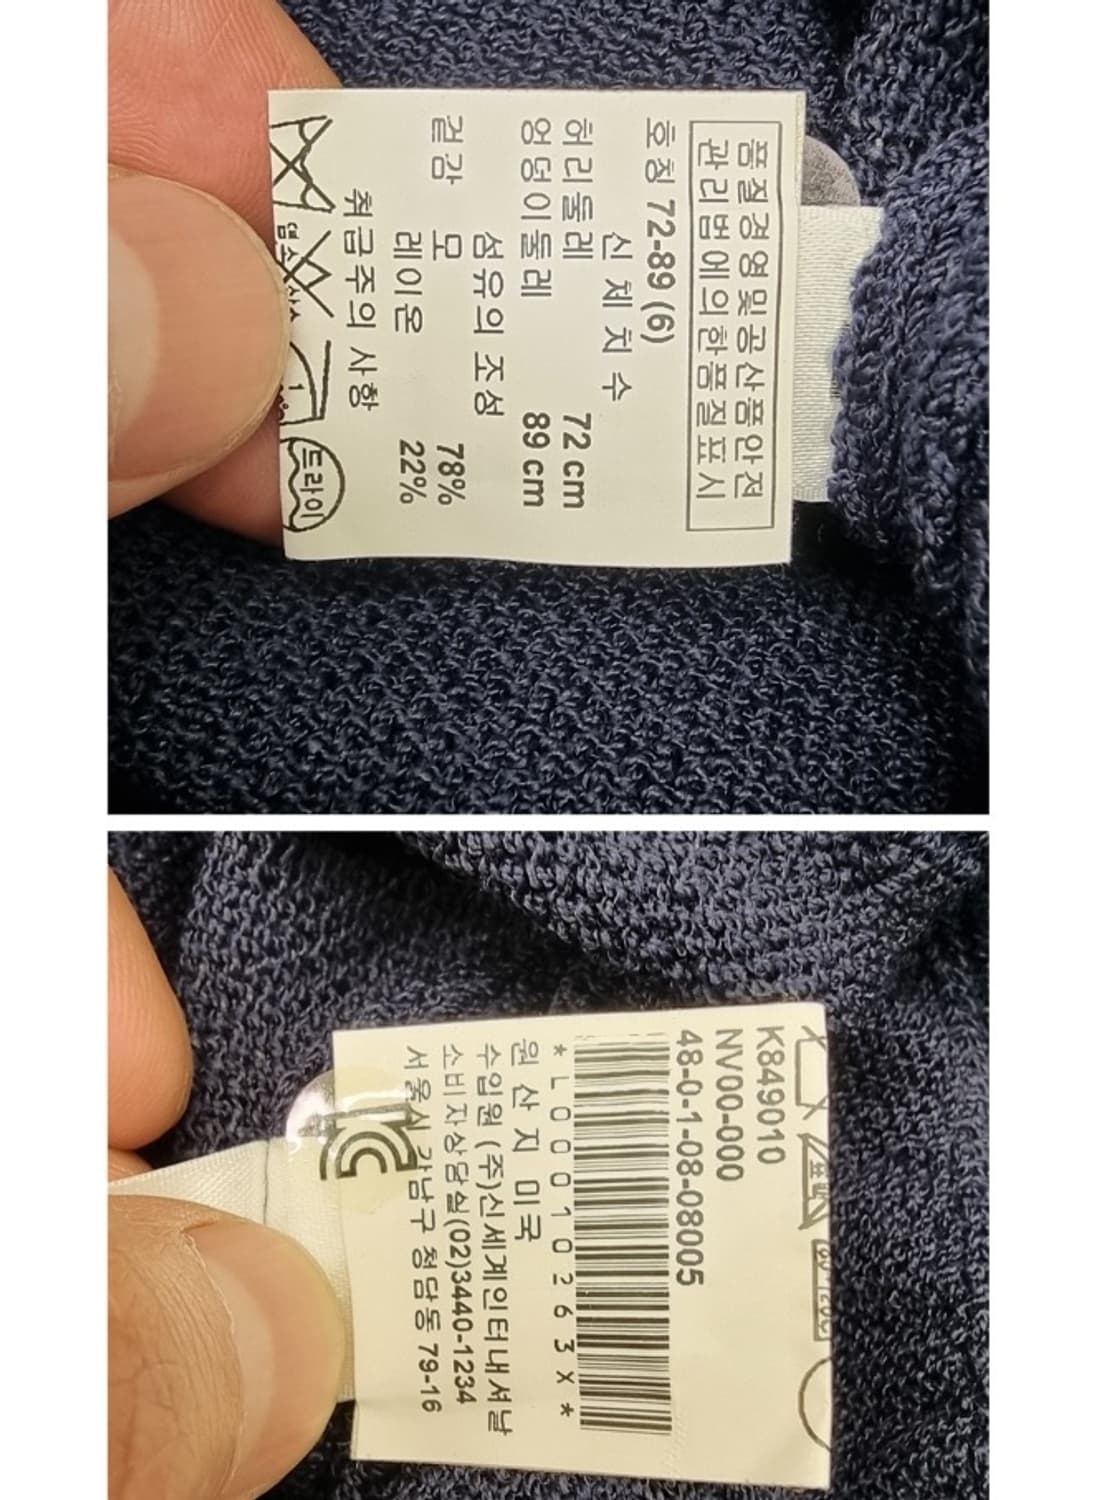 품질경영및공산품안전
관리법에의한품질표시
호칭 72-89 (6)
신 체 치 수
허리둘레 72 cm
엉덩이둘레 89 cm
섬유의 조성
겉감 모 78%
레이온 22%
취급주의 사항
염소
1
드라이
K849010
NV00-000
48-0-1-08-08005
*L00010263X*
원 산 지 미국
수입원 (주)신세계인터내셔날
소비자상담실(02)3440-1234
서울시 강남구 청담동 79-16